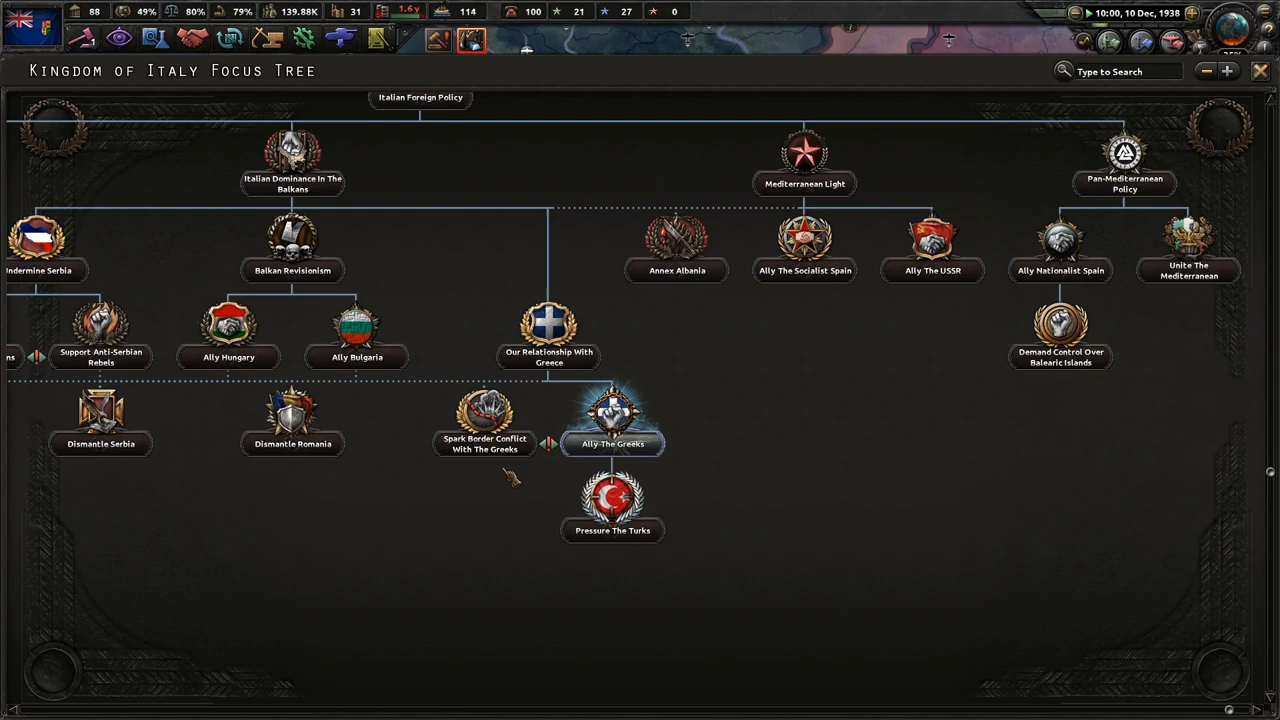 88 49% 80% 79% 139.88K 31 1.6y 114 100 21 27 0 10:00, 10 Dec, 1938
Kingdom of Italy Focus Tree
Type to Search
Italian Foreign Policy
Italian Dominance In The
Balkans
Mediterranean Light
Pan-Mediterranean
Policy
Undermine Serbia
Balkan Revisionism
Annex Albania
Ally The Socialist Spain
Ally The USSR
Ally Nationalist Spain
Unite The
Mediterranean
ns
Support Anti-Serbian
Rebels
Ally Hungary
Ally Bulgaria
Our Relationship With
Greece
Demand Control Over
Balearic Islands
Dismantle Serbia
Dismantle Romania
Spark Border Conflict
With The Greeks
Ally The Greeks
Pressure The Turks